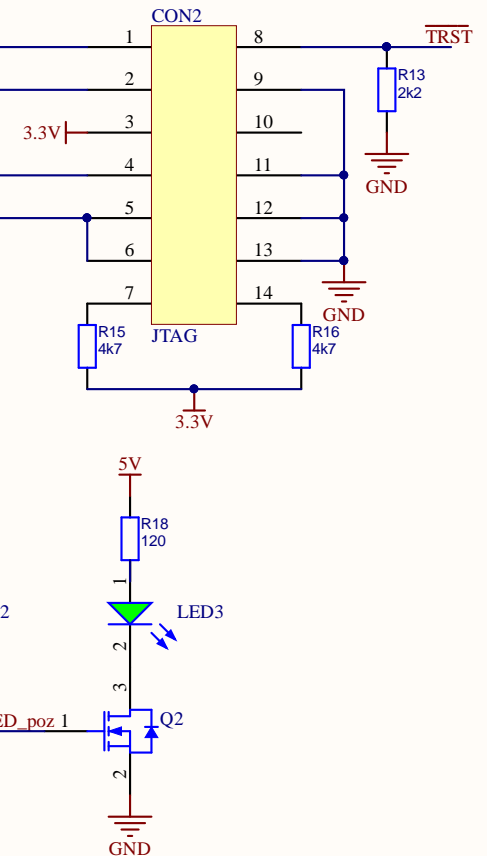 CON2
1
8
TRST
2
9
R13
2k2
3.3V
3
10
4
11
GND
5
12
6
13
7
14
GND
R15
4k7
JTAG
R16
4k7
3.3V
5V
R18
120
1
2
LED3
2
3
ED_poz
1
Q2
2
GND